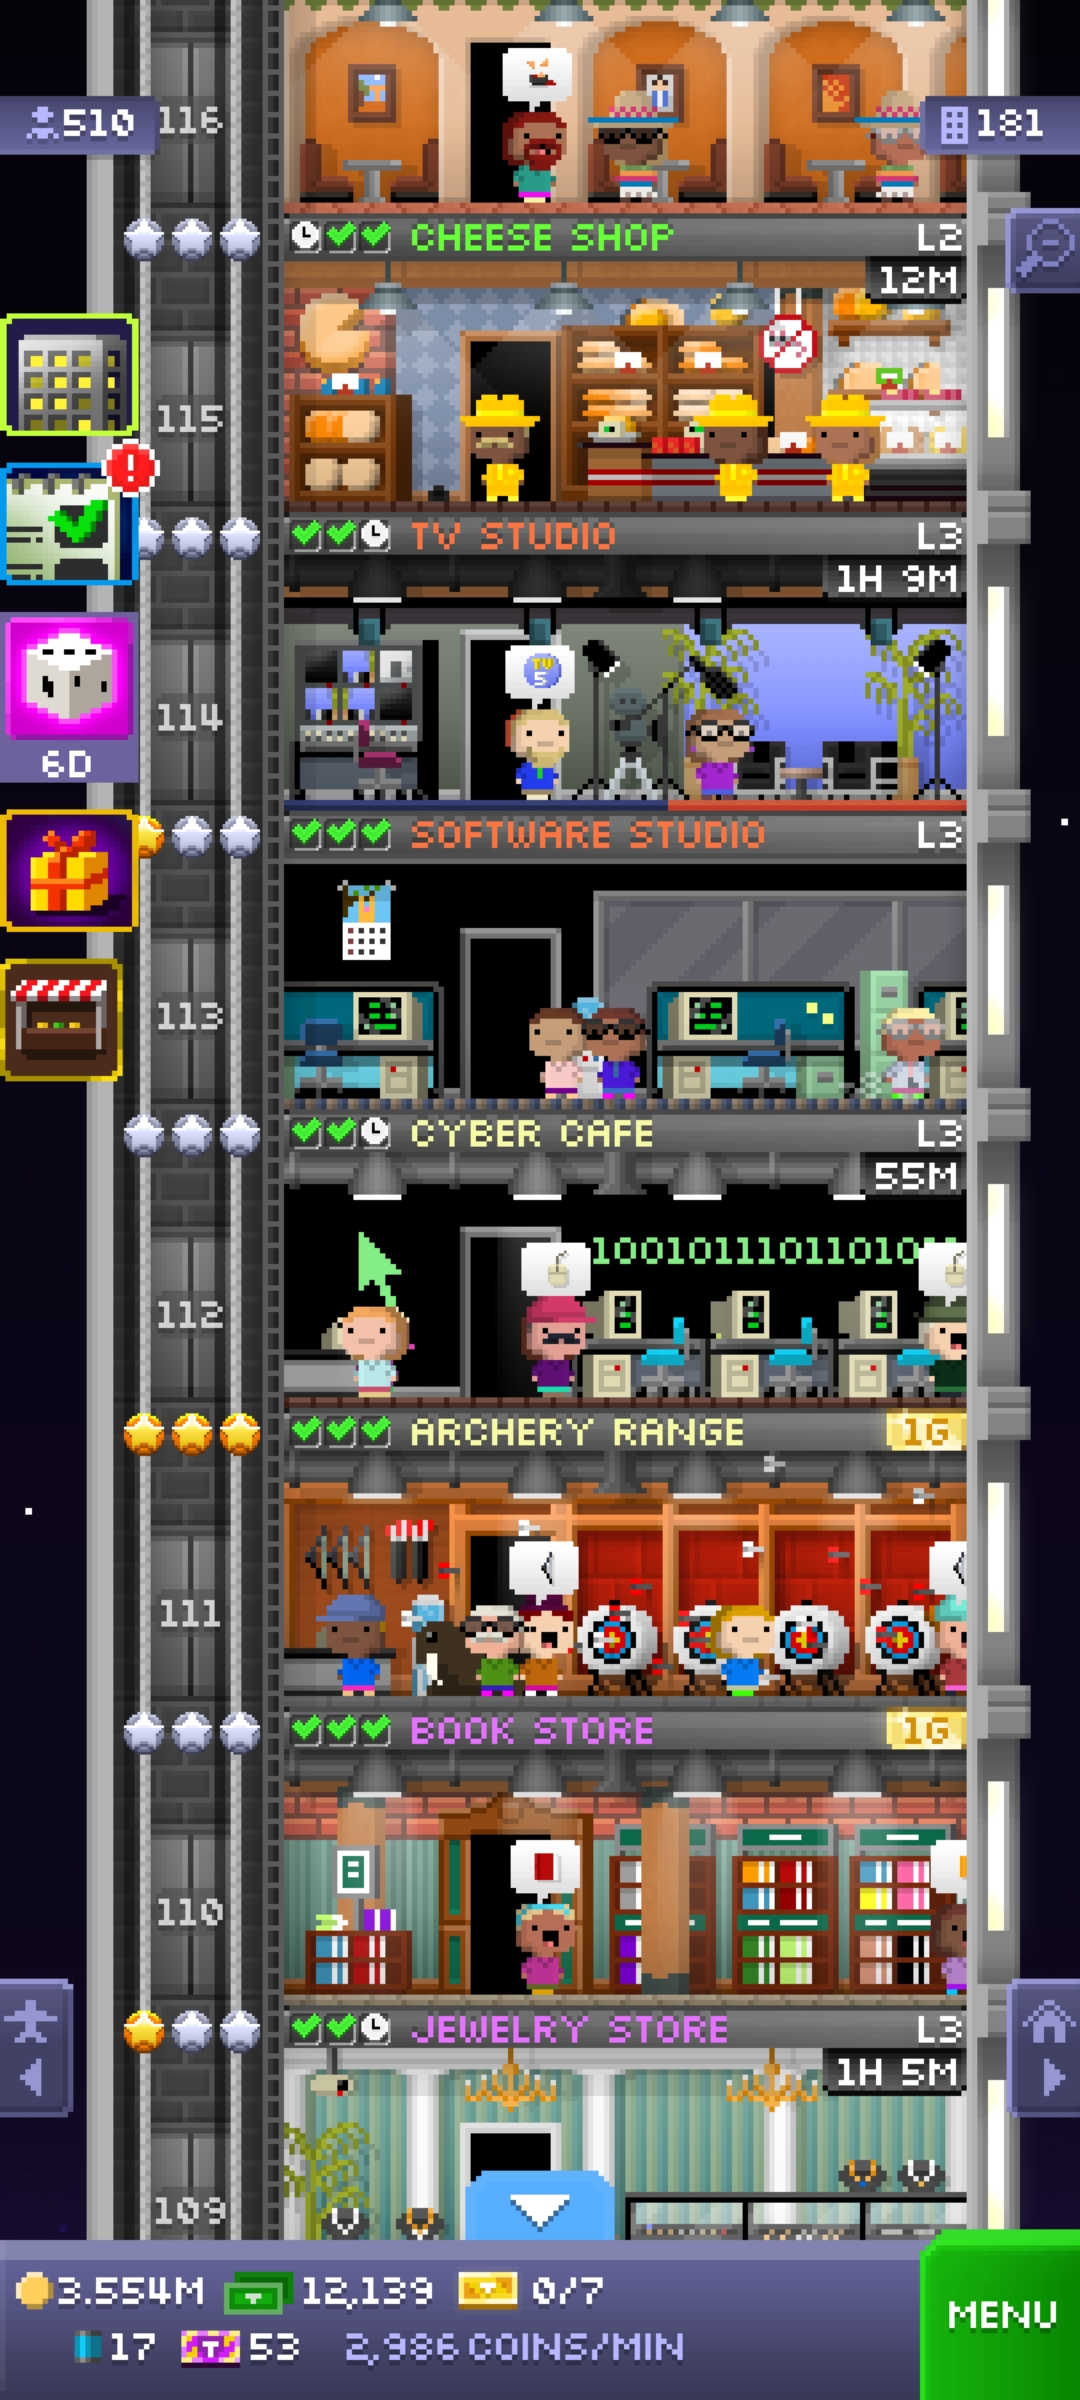 116
510
181
CHEESE SHOP L2
12M
115
TV STUDIO L3
1H 9M
TV
5
114
6D
SOFTWARE STUDIO L3
113
CYBER CAFE L3
55M
1001011101101010
112
ARCHERY RANGE 1G
111
BOOK STORE 1G
110
JEWELRY STORE L3
1H 5M
109
3.554M 12,139 0/7
MENU
17 T 53 2,986 COINS/MIN